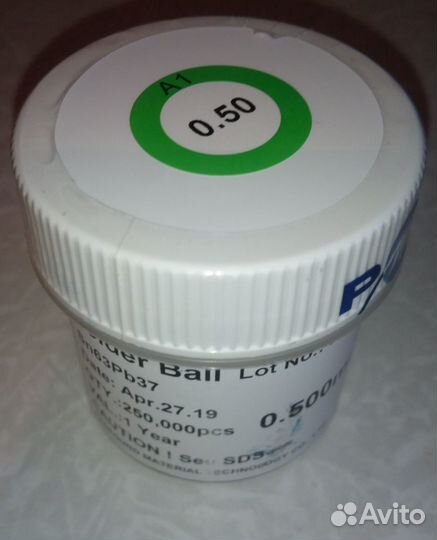 A1
0.50
P
Solder Ball Lot No.
Sn63Pb37
Date: Apr.27.19
250,000pcs
0.500
1 Year
CAUTION ! See SDS
MATERIAL
Avito